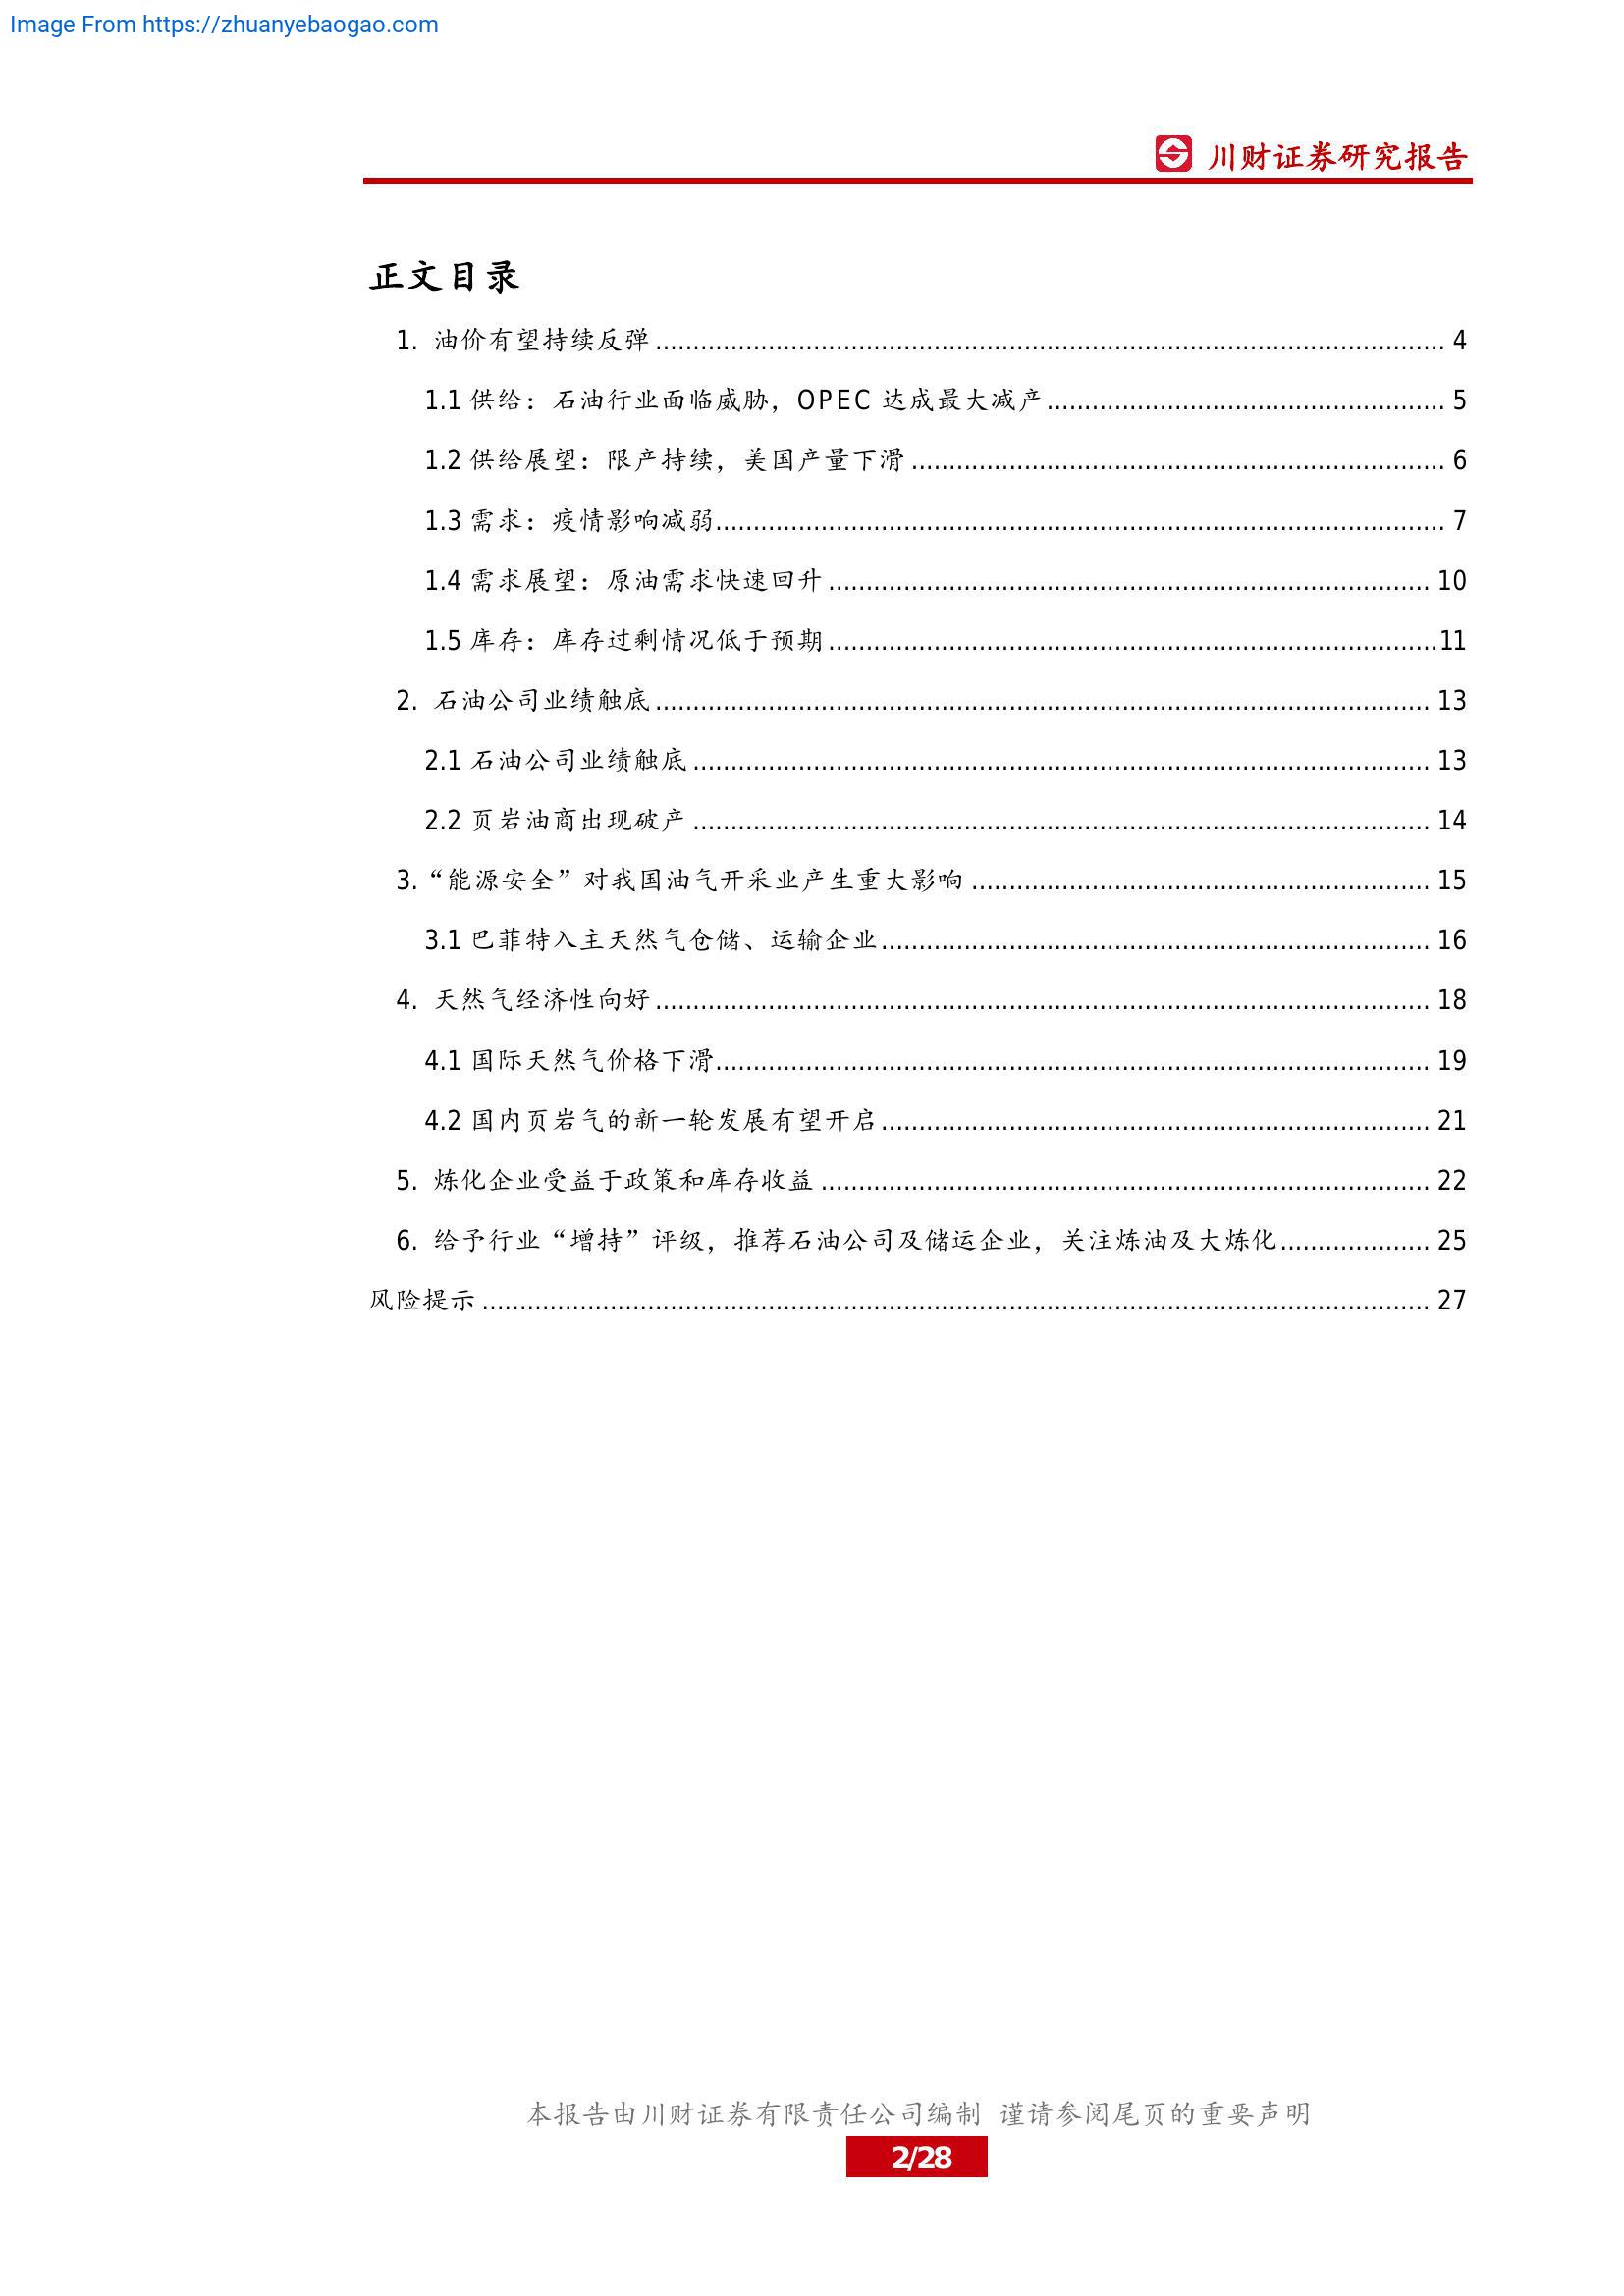 Image From https://zhuanyebaogao.com
川财证券研究报告
正文目录
1. 油价有望持续反弹 4
1.1 供给：石油行业面临威胁，OPEC 达成最大减产 5
1.2 供给展望：限产持续，美国产量下滑 6
1.3 需求：疫情影响减弱 7
1.4 需求展望：原油需求快速回升 10
1.5 库存：库存过剩情况低于预期 11
2. 石油公司业绩触底 13
2.1 石油公司业绩触底 13
2.2 页岩油商出现破产 14
3.“能源安全”对我国油气开采业产生重大影响 15
3.1 巴菲特入主天然气仓储、运输企业 16
4. 天然气经济性向好 18
4.1 国际天然气价格下滑 19
4.2 国内页岩气的新一轮发展有望开启 21
5. 炼化企业受益于政策和库存收益 22
6. 给予行业“增持”评级，推荐石油公司及储运企业，关注炼油及大炼化 25
风险提示 27
本报告由川财证券有限责任公司编制 谨请参阅尾页的重要声明
2/28